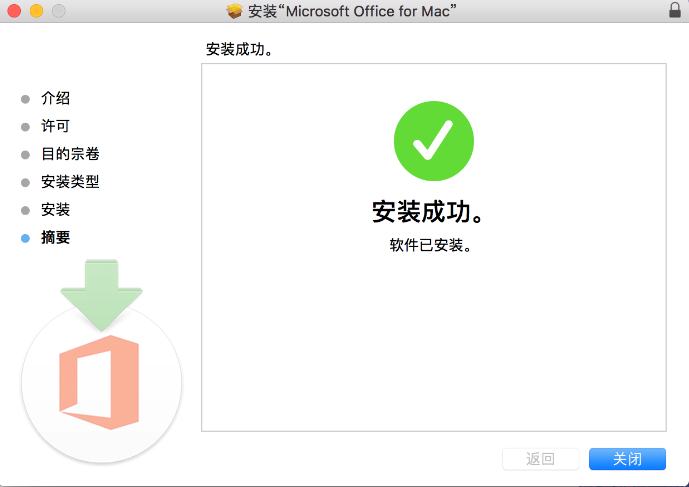 安装“Microsoft Office for Mac”
安装成功。
介绍
许可
目的宗卷
安装类型
安装
摘要
安装成功。
软件已安装。
返回
关闭